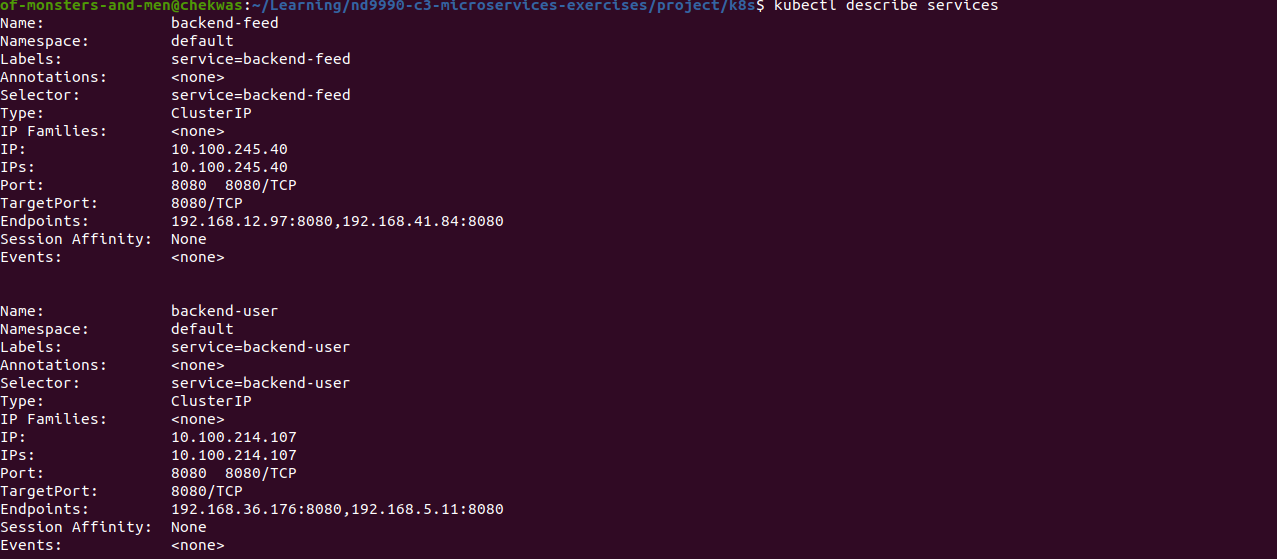 of-monsters-and-men@chekwas:~/Learning/nd9990-c3-microservices-exercises/project/k8s$ kubectl describe services
Name:              backend-feed
Namespace:         default
Labels:            service=backend-feed
Annotations:       <none>
Selector:          service=backend-feed
Type:              ClusterIP
IP Families:       <none>
IP:                10.100.245.40
IPs:               10.100.245.40
Port:              8080  8080/TCP
TargetPort:        8080/TCP
Endpoints:         192.168.12.97:8080,192.168.41.84:8080
Session Affinity:  None
Events:            <none>
Name:              backend-user
Namespace:         default
Labels:            service=backend-user
Annotations:       <none>
Selector:          service=backend-user
Type:              ClusterIP
IP Families:       <none>
IP:                10.100.214.107
IPs:               10.100.214.107
Port:              8080  8080/TCP
TargetPort:        8080/TCP
Endpoints:         192.168.36.176:8080,192.168.5.11:8080
Session Affinity:  None
Events:            <none>